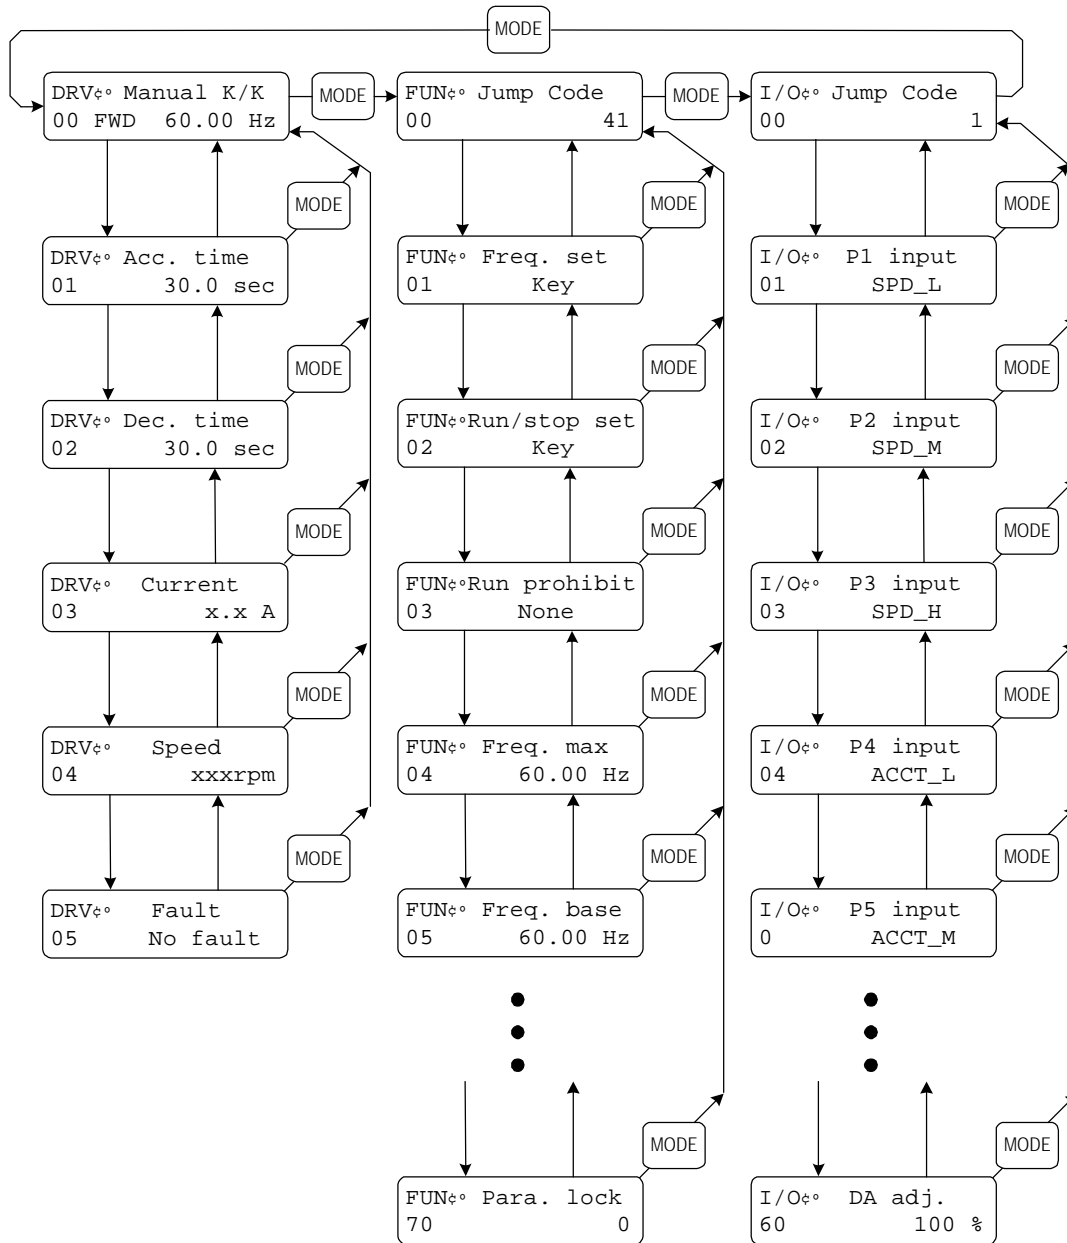 MODE
DRV¢º Manual K/K
00 FWD 60.00 Hz
MODE
FUN¢º Jump Code
00 41
MODE
I/O¢º Jump Code
00 1
MODE
MODE
MODE
DRV¢º Acc. time
01 30.0 sec
FUN¢º Freq. set
01 Key
I/O¢º P1 input
01 SPD_L
MODE
MODE
MODE
DRV¢º Dec. time
02 30.0 sec
FUN¢ºRun/stop set
02 Key
I/O¢º P2 input
02 SPD_M
MODE
MODE
MODE
DRV¢º Current
03 x.x A
FUN¢ºRun prohibit
03 None
I/O¢º P3 input
03 SPD_H
MODE
MODE
MODE
DRV¢º Speed
04 xxxrpm
FUN¢º Freq. max
04 60.00 Hz
I/O¢º P4 input
04 ACCT_L
MODE
MODE
MODE
DRV¢º Fault
05 No fault
FUN¢º Freq. base
05 60.00 Hz
I/O¢º P5 input
0 ACCT_M
MODE
MODE
FUN¢º Para. lock
70 0
I/O¢º DA adj.
60 100 %